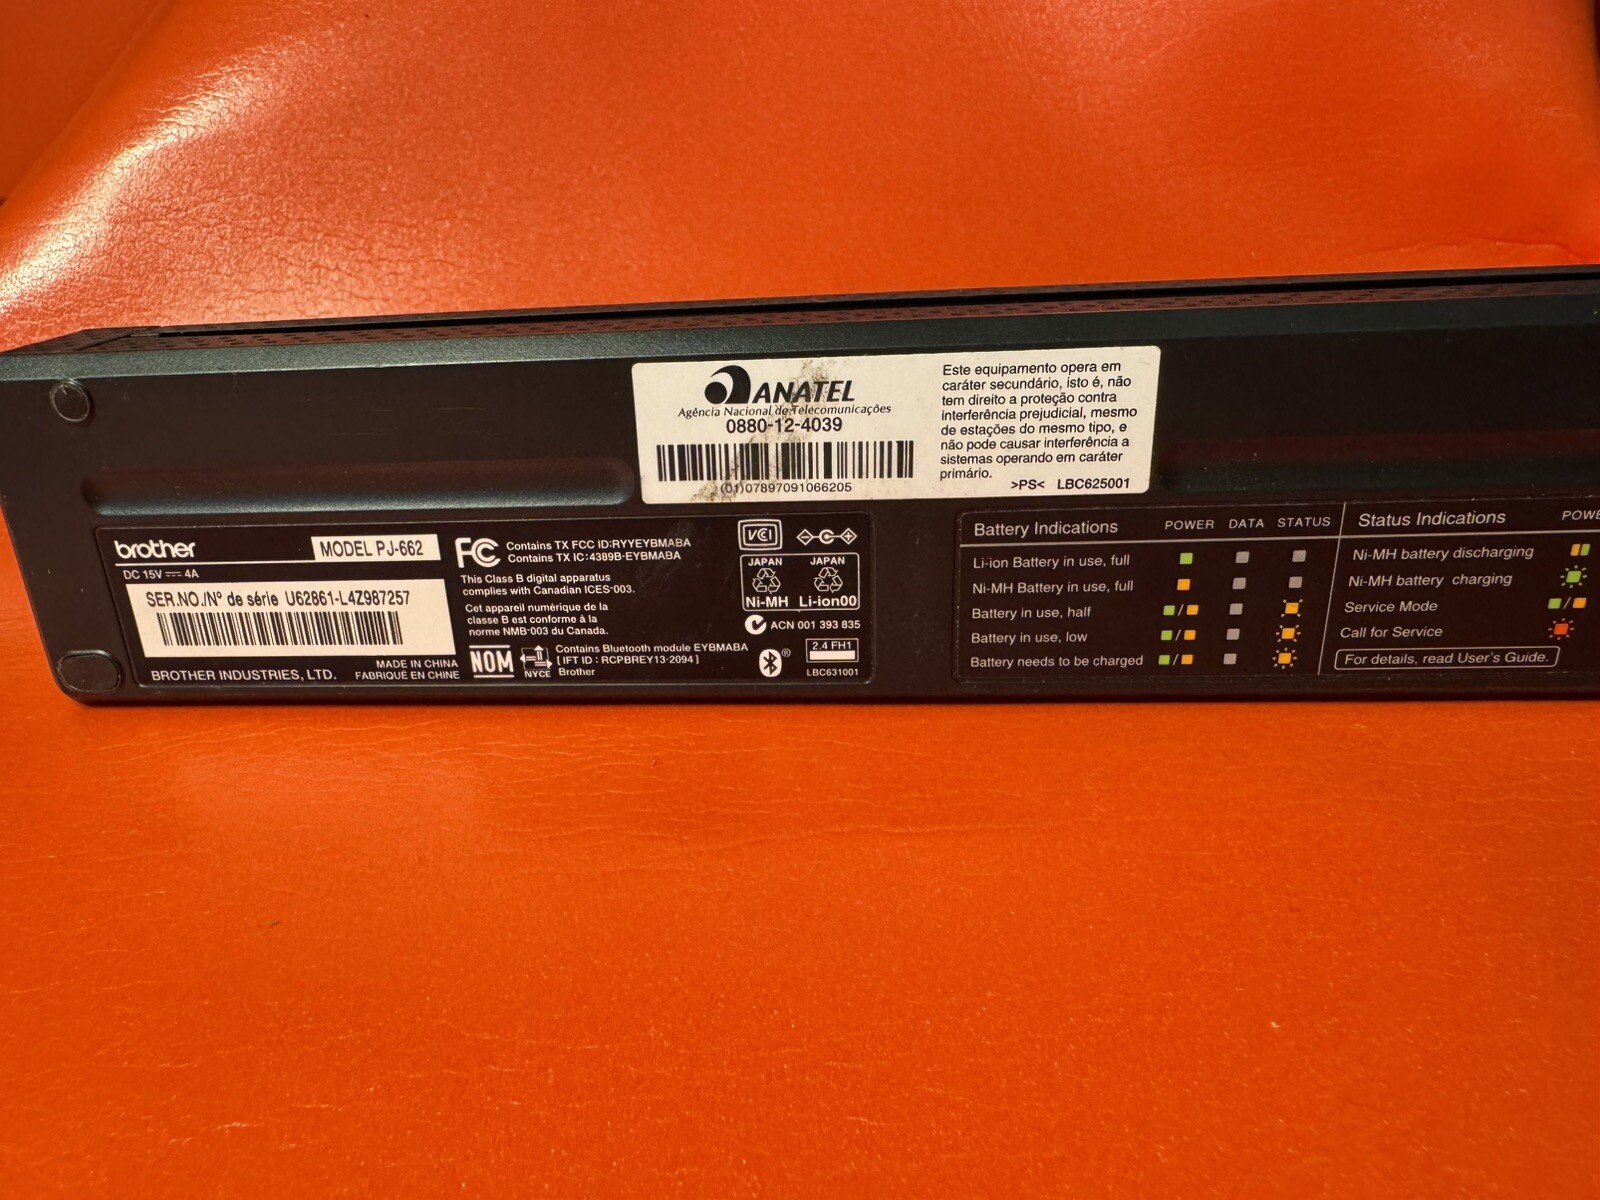 ANATEL
Agência Nacional de Telecomunicações
0880-12-4039
(01)07897091066205
Este equipamento opera em
caráter secundário, isto é, não
tem direito a proteção contra
interferência prejudicial, mesmo
de estações do mesmo tipo, e
não pode causar interferência a
sistemas operando em caráter
primário.
>PS< LBC625001
brother
MODEL PJ-662
DC 15V 4A
SER.NO./Nº de série U62861-L4Z987257
MADE IN CHINA
BROTHER INDUSTRIES, LTD. FABRIQUÉ EN CHINE
FC
Contains TX FCC ID:RYYEYBMABA
Contains TX IC:4389B-EYBMABA
This Class B digital apparatus
complies with Canadian ICES-003.
Cet appareil numérique de la
classe B est conforme à la
norme NMB-003 du Canada.
NOM
NYCE
Contains Bluetooth module EYBMABA
[ IFT ID : RCPBREY13-2094 ]
Brother
VCI
JAPAN JAPAN
Ni-MH Li-ion00
ACN 001 393 835
®
2.4 FH1
LBC631001
Battery Indications POWER DATA STATUS
Li-ion Battery in use, full
Ni-MH Battery in use, full
Battery in use, half /
Battery in use, low /
Battery needs to be charged /
Status Indications POWE
Ni-MH battery discharging
Ni-MH battery charging
Service Mode /
Call for Service
For details, read User's Guide.